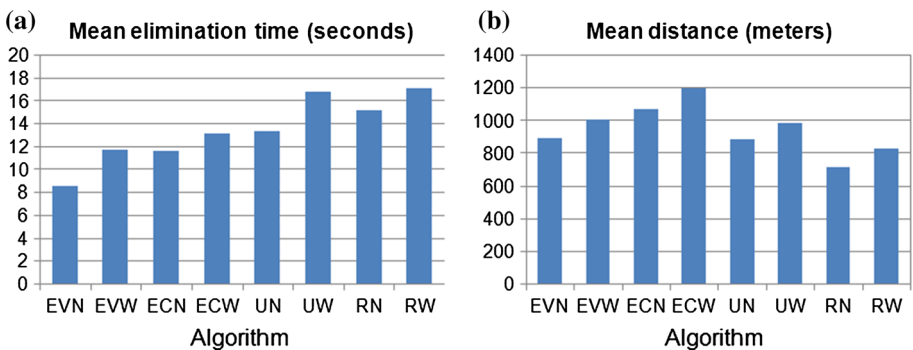 (a)
Mean elimination time (seconds)
20
18
16
14
12
10
8
6
4
2
0
EVN EVW ECN ECW UN UW RN RW
Algorithm
(b)
Mean distance (meters)
1400
1200
1000
800
600
400
200
0
EVN EVW ECN ECW UN UW RN RW
Algorithm